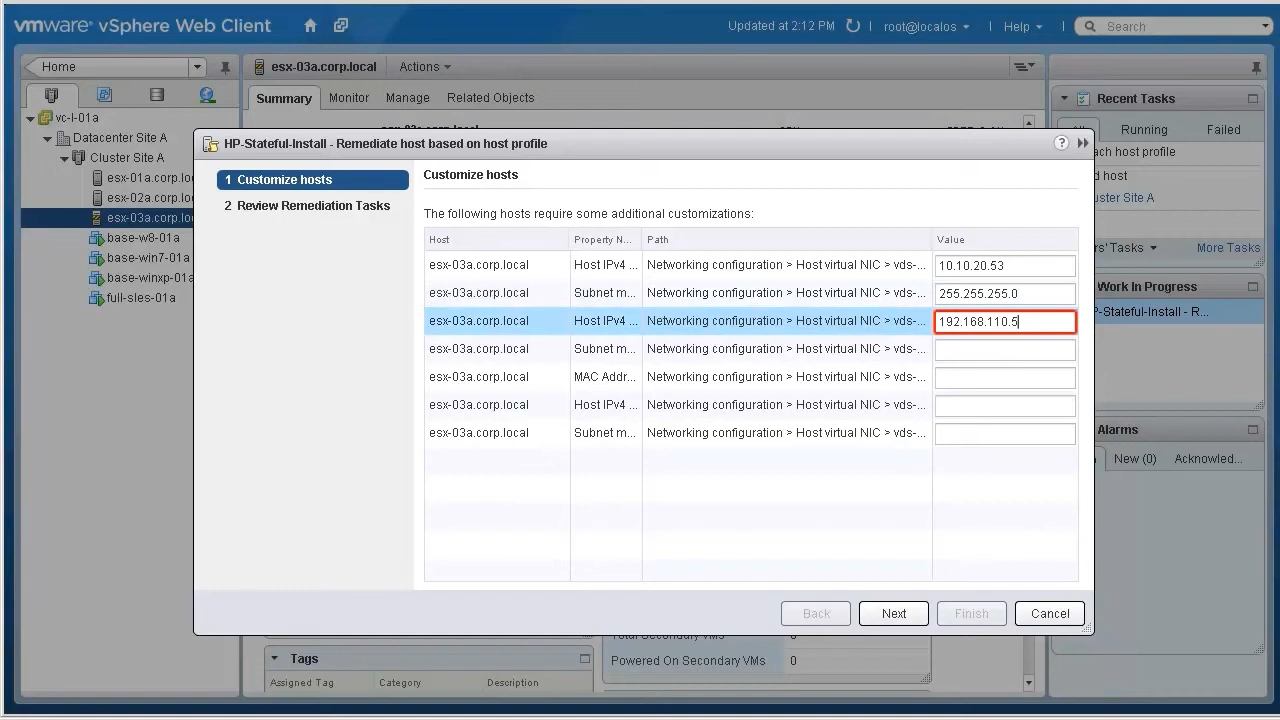 vmware® vSphere Web Client
Updated at 2:12 PM
root@localos
Help
Search
Home
vc-l-01a
Datacenter Site A
Cluster Site A
esx-01a.corp.lo
esx-02a.corp.lo
esx-03a.corp.lo
base-w8-01a
base-win7-01a
base-winxp-01a
full-sles-01a
esx-03a.corp.local
Actions
Summary
Monitor
Manage
Related Objects
HP-Stateful-Install - Remediate host based on host profile
1 Customize hosts
2 Review Remediation Tasks
Customize hosts
The following hosts require some additional customizations:
Host Property N... Path Value
esx-03a.corp.local Host IPv4 ... Networking configuration > Host virtual NIC > vds-... 10.10.20.53
esx-03a.corp.local Subnet m... Networking configuration > Host virtual NIC > vds-... 255.255.255.0
esx-03a.corp.local Host IPv4 ... Networking configuration > Host virtual NIC > vds-... 192.168.110.5
esx-03a.corp.local Subnet m... Networking configuration > Host virtual NIC > vds-...
esx-03a.corp.local MAC Addr... Networking configuration > Host virtual NIC > vds-...
esx-03a.corp.local Host IPv4 ... Networking configuration > Host virtual NIC > vds-...
esx-03a.corp.local Subnet m... Networking configuration > Host virtual NIC > vds-...
Back
Next
Finish
Cancel
Powered On Secondary VMs 0
Tags
Assigned Tag Category Description
Recent Tasks
Running
Failed
ach host profile
d host
uster Site A
rs' Tasks
More Tasks
Work In Progress
P-Stateful-Install - R...
Alarms
New (0)
Acknowled...